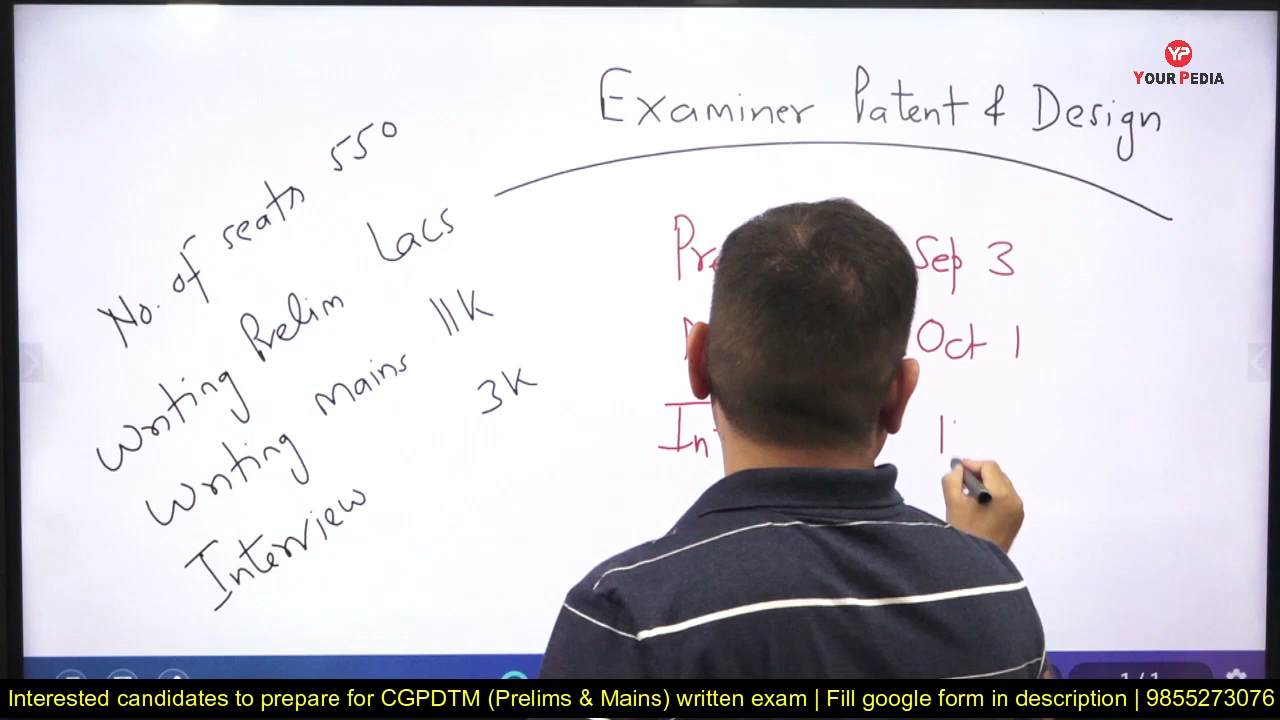 YP
YOUR PEDIA
Examiner Patent & Design
No. of seats 550
Writing Prelim Lacs
Writing mains 11K
Interview 3K
Sep 3
Oct 1
1/1
Interested candidates to prepare for CGPDTM (Prelims & Mains) written exam | Fill google form in description | 9855273076